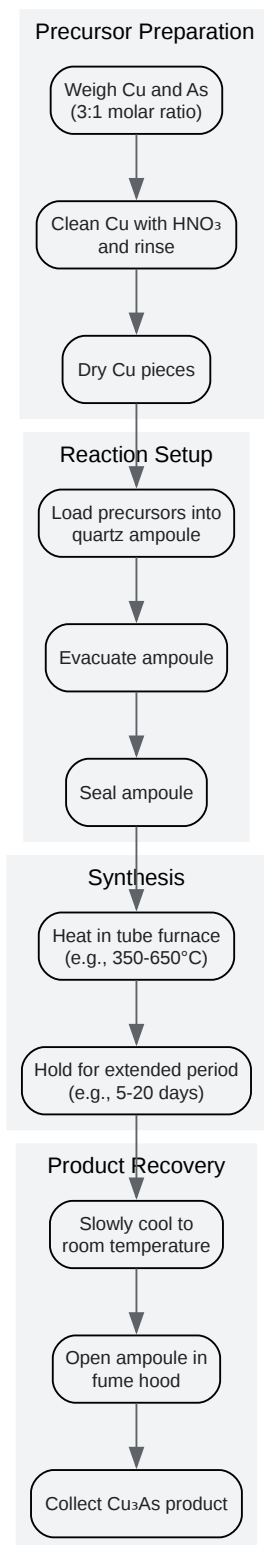 Precursor Preparation
Weigh Cu and As
(3:1 molar ratio)
Clean Cu with HNO₃
and rinse
Dry Cu pieces
Reaction Setup
Load precursors into
quartz ampoule
Evacuate ampoule
Seal ampoule
Synthesis
Heat in tube furnace
(e.g., 350-650°C)
Hold for extended period
(e.g., 5-20 days)
Product Recovery
Slowly cool to
room temperature
Open ampoule in
fume hood
Collect Cu₃As product